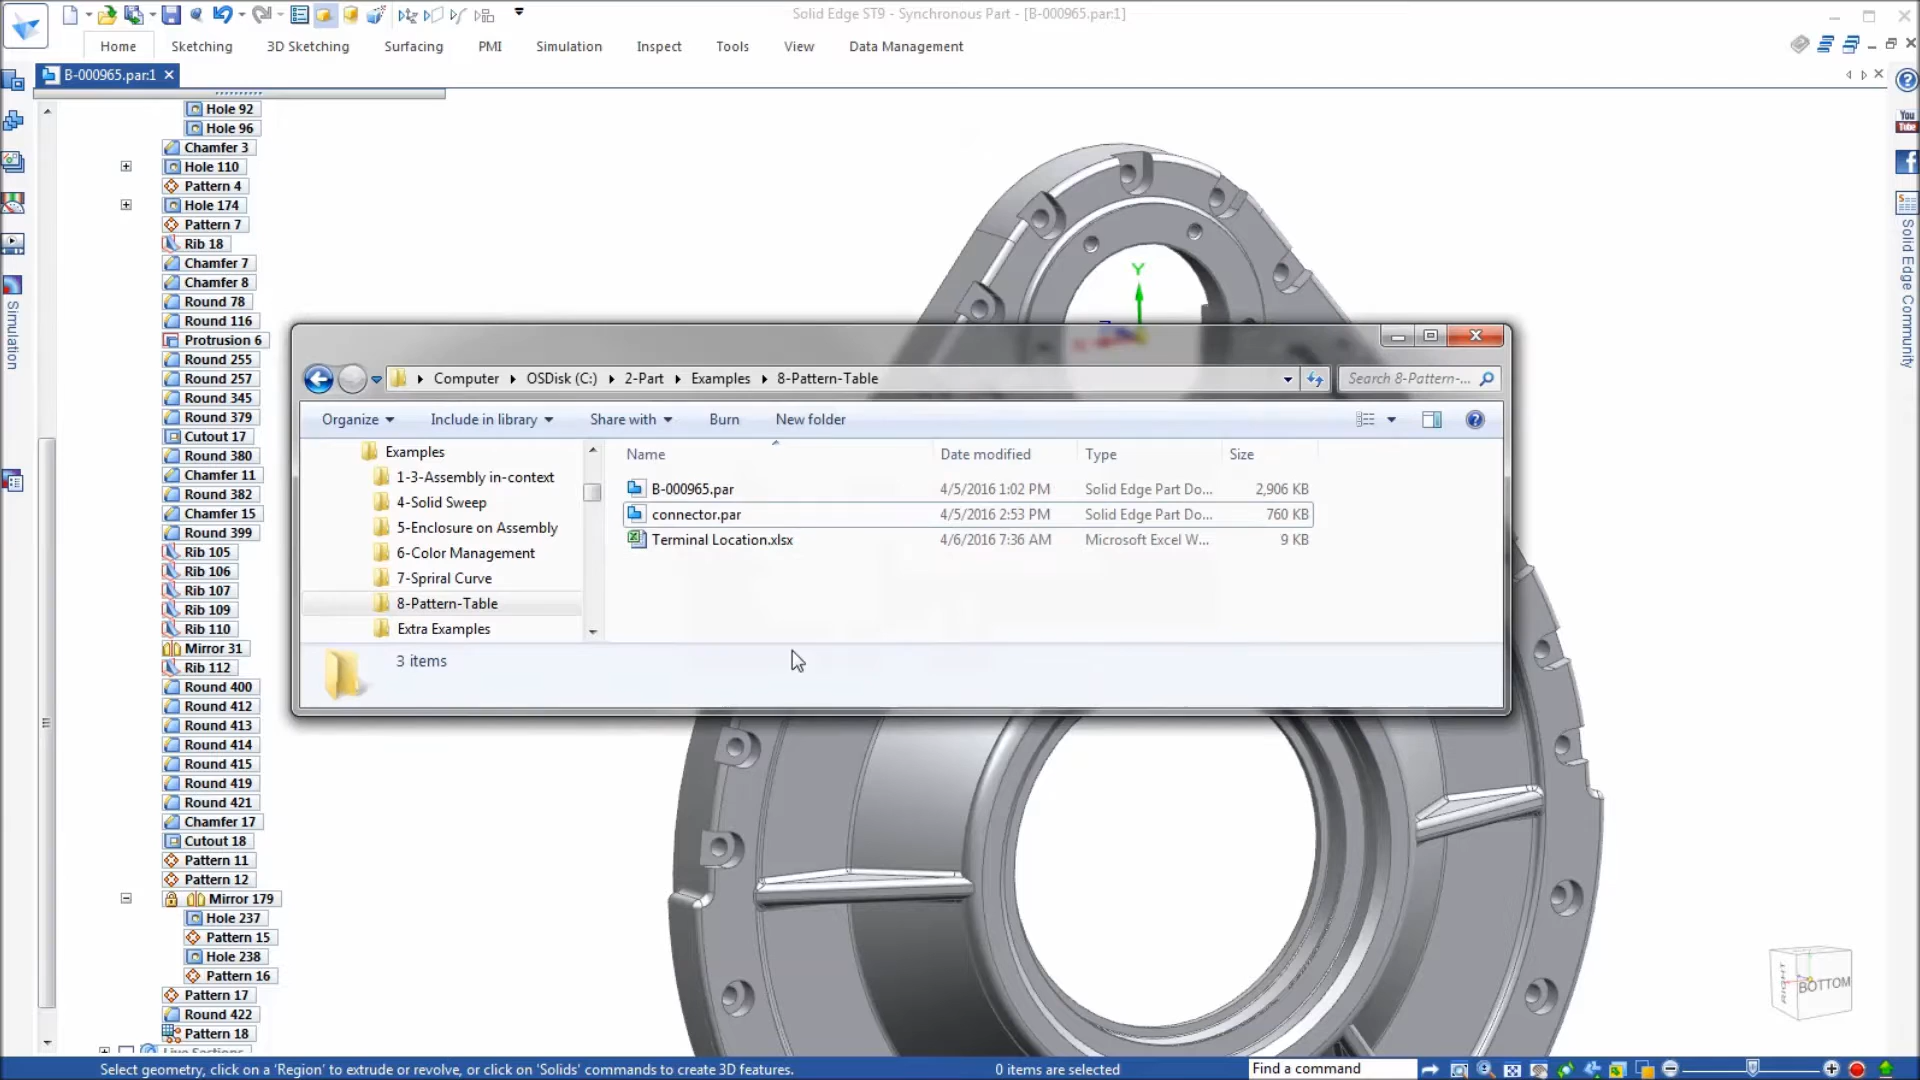 Solid Edge ST9 - Synchronous Part - [B-000965.par:1]
Home Sketching 3D Sketching Surfacing PMI Simulation Inspect Tools View Data Management
B-000965.par:1
Hole 92
Hole 96
Chamfer 3
Hole 110
Pattern 4
Hole 174
Pattern 7
Rib 18
Chamfer 7
Chamfer 8
Round 78
Round 116
Protrusion 6
Round 255
Round 257
Round 345
Round 379
Cutout 17
Round 380
Chamfer 11
Round 382
Chamfer 15
Round 399
Rib 105
Rib 106
Rib 107
Rib 109
Rib 110
Mirror 31
Rib 112
Round 400
Round 412
Round 413
Round 414
Round 415
Round 419
Round 421
Chamfer 17
Cutout 18
Pattern 11
Pattern 12
Mirror 179
Hole 237
Pattern 15
Hole 238
Pattern 16
Pattern 17
Round 422
Pattern 18
Live Sections
Simulation
Y
Computer OSDisk (C:) 2-Part Examples 8-Pattern-Table
Search 8-Pattern-...
Organize Include in library Share with Burn New folder
Examples
1-3-Assembly in-context
4-Solid Sweep
5-Enclosure on Assembly
6-Color Management
7-Spriral Curve
8-Pattern-Table
Extra Examples
Name Date modified Type Size
B-000965.par 4/5/2016 1:02 PM Solid Edge Part Do... 2,906 KB
connector.par 4/5/2016 2:53 PM Solid Edge Part Do... 760 KB
Terminal Location.xlsx 4/6/2016 7:36 AM Microsoft Excel W... 9 KB
3 items
You
Tube
Solid Edge Community
RIGHT
BOTTOM
Select geometry, click on a 'Region' to extrude or revolve, or click on 'Solids' commands to create 3D features.
0 items are selected
Find a command